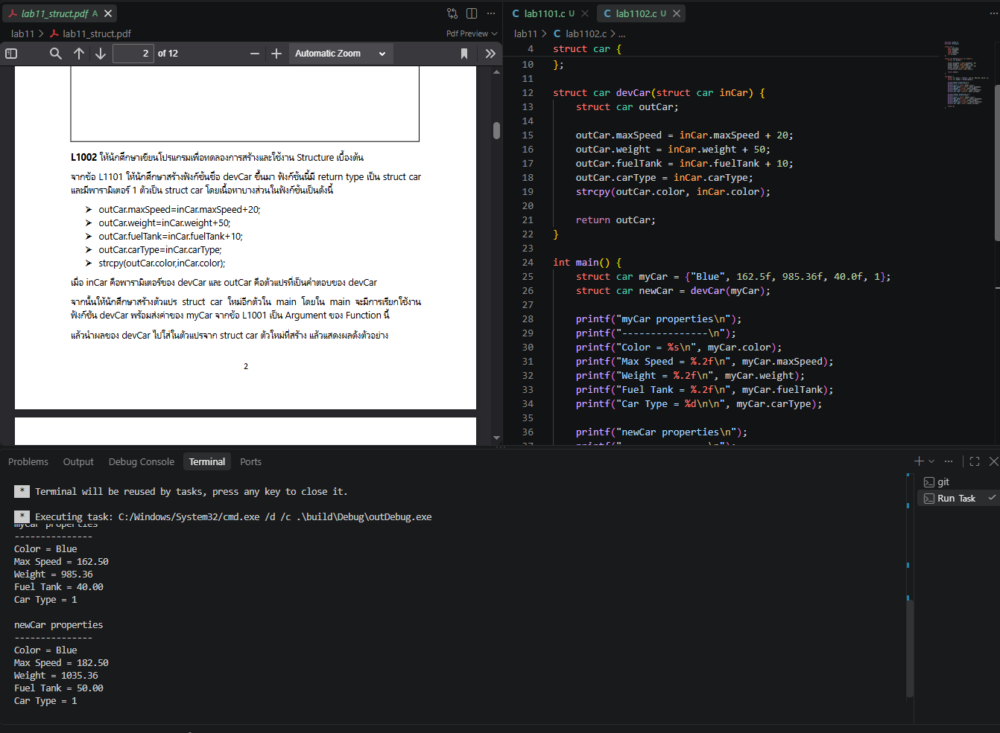 lab11_struct.pdf A
lab11 > lab11_struct.pdf
Pdf Preview
2 of 12
Automatic Zoom
L1002 ให้นักศึกษาเขียนโปรแกรมเพื่อทดลองการสร้างและใช้งาน Structure เบื้องต้น
จากข้อ L1101 ให้นักศึกษาสร้างฟังก์ชันชื่อ devCar ขึ้นมา ฟังก์ชันนี้มี return type เป็น struct car
และมีพารามิเตอร์ 1 ตัวเป็น struct car โดยเนื้อหาบางส่วนในฟังก์ชันเป็นดังนี้
➤ outCar.maxSpeed=inCar.maxSpeed+20;
➤ outCar.weight=inCar.weight+50;
➤ outCar.fuelTank=inCar.fuelTank+10;
➤ outCar.carType=inCar.carType;
➤ strcpy(outCar.color,inCar.color);
เมื่อ inCar คือพารามิเตอร์ของ devCar และ outCar คือตัวแปรที่เป็นคำตอบของ devCar
จากนั้นให้นักศึกษาสร้างตัวแปร struct car ใหม่อีกตัวใน main โดยใน main จะมีการเรียกใช้งาน
ฟังก์ชัน devCar พร้อมส่งค่าของ myCar จากข้อ L1001 เป็น Argument ของ Function นี้
แล้วนำผลของ devCar ไปใส่ในตัวแปรจาก struct car ตัวใหม่ที่สร้าง แล้วแสดงผลดังตัวอย่าง
2
C lab1101.c U
C lab1102.c U
lab11 > C lab1102.c > ...
4 struct car {
10 };
11
12 struct car devCar(struct car inCar) {
13 struct car outCar;
14
15 outCar.maxSpeed = inCar.maxSpeed + 20;
16 outCar.weight = inCar.weight + 50;
17 outCar.fuelTank = inCar.fuelTank + 10;
18 outCar.carType = inCar.carType;
19 strcpy(outCar.color, inCar.color);
20
21 return outCar;
22 }
23
24 int main() {
25 struct car myCar = {"Blue", 162.5f, 985.36f, 40.0f, 1};
26 struct car newCar = devCar(myCar);
27
28 printf("myCar properties\n");
29 printf("---------------\n");
30 printf("Color = %s\n", myCar.color);
31 printf("Max Speed = %.2f\n", myCar.maxSpeed);
32 printf("Weight = %.2f\n", myCar.weight);
33 printf("Fuel Tank = %.2f\n", myCar.fuelTank);
34 printf("Car Type = %d\n\n", myCar.carType);
35
36 printf("newCar properties\n");
Problems Output Debug Console Terminal Ports
* Terminal will be reused by tasks, press any key to close it.
* Executing task: C:/Windows/System32/cmd.exe /d /c .\build\Debug\outDebug.exe
myCar properties
---------------
Color = Blue
Max Speed = 162.50
Weight = 985.36
Fuel Tank = 40.00
Car Type = 1
newCar properties
---------------
Color = Blue
Max Speed = 182.50
Weight = 1035.36
Fuel Tank = 50.00
Car Type = 1
git
Run Task